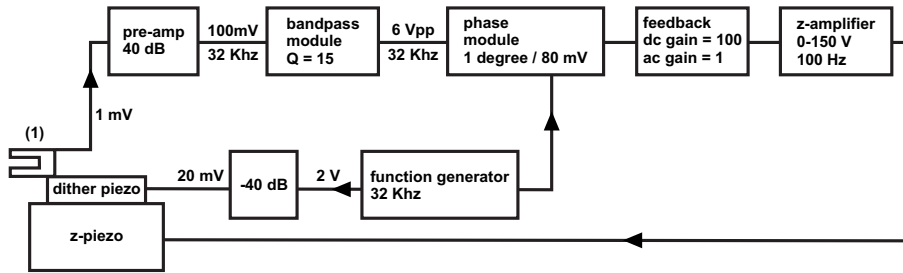 pre-amp
40 dB
100mV
32 Khz
bandpass
module
Q = 15
6 Vpp
32 Khz
phase
module
1 degree / 80 mV
feedback
dc gain = 100
ac gain = 1
z-amplifier
0-150 V
100 Hz
1 mV
(1)
dither piezo
20 mV
-40 dB
2 V
function generator
32 Khz
z-piezo